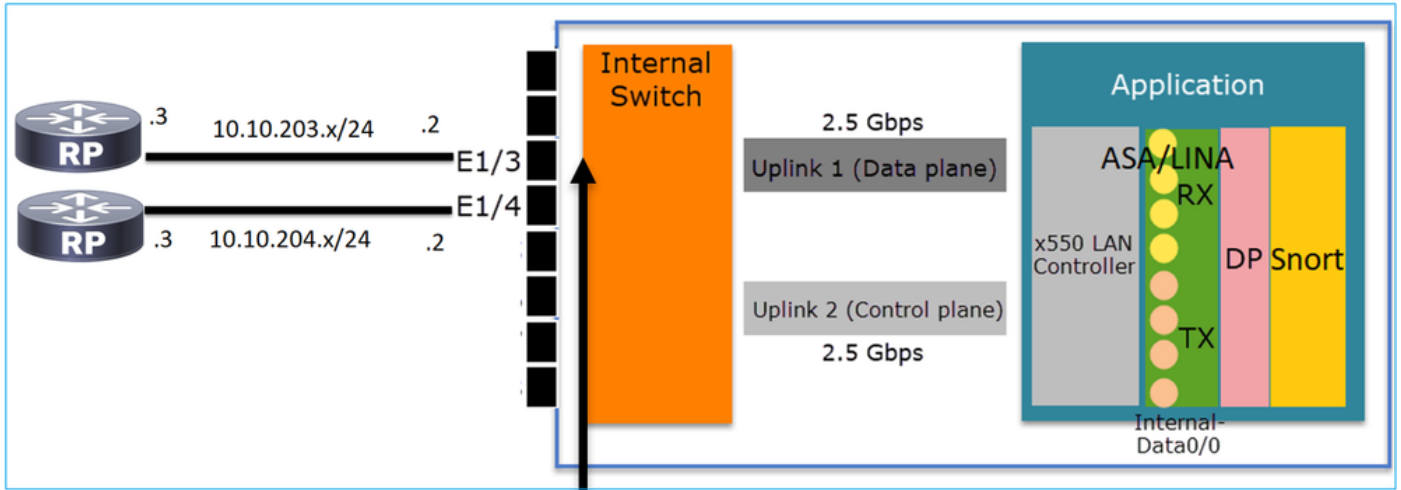 Internal
Switch
.3
10.10.203.x/24
.2
RP
E1/3
E1/4
RP
.3
10.10.204.x/24
.2
2.5 Gbps
Uplink 1 (Data plane)
Uplink 2 (Control plane)
2.5 Gbps
Application
ASA/LINA
RX
x550 LAN
Controller
DP
Snort
TX
Internal-
Data0/0